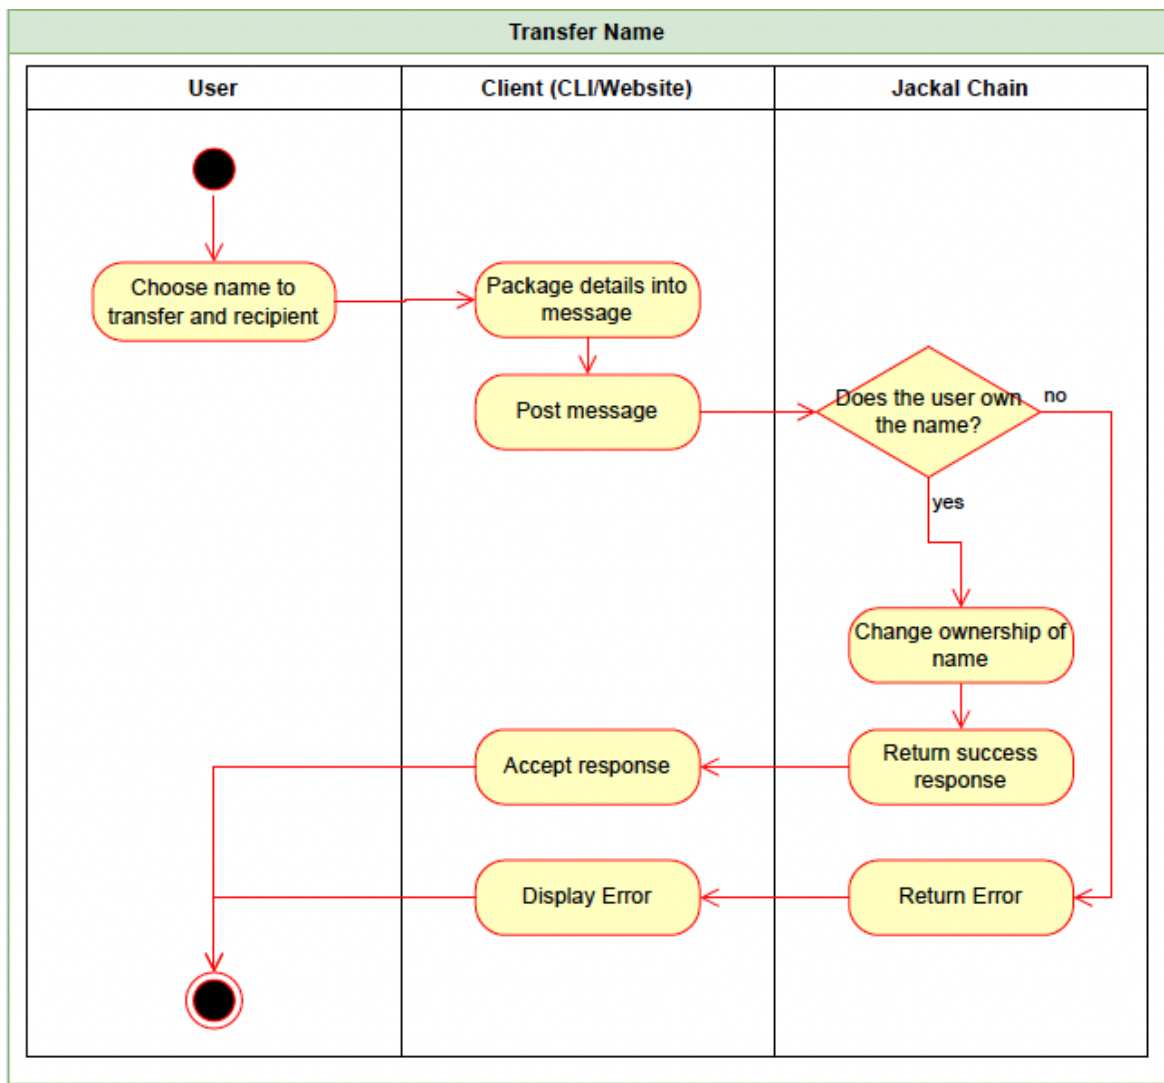 Transfer Name
User
Client (CLI/Website)
Jackal Chain
Choose name to
transfer and recipient
Package details into
message
Post message
Does the user own
the name?
no
yes
Change ownership of
name
Accept response
Return success
response
Display Error
Return Error